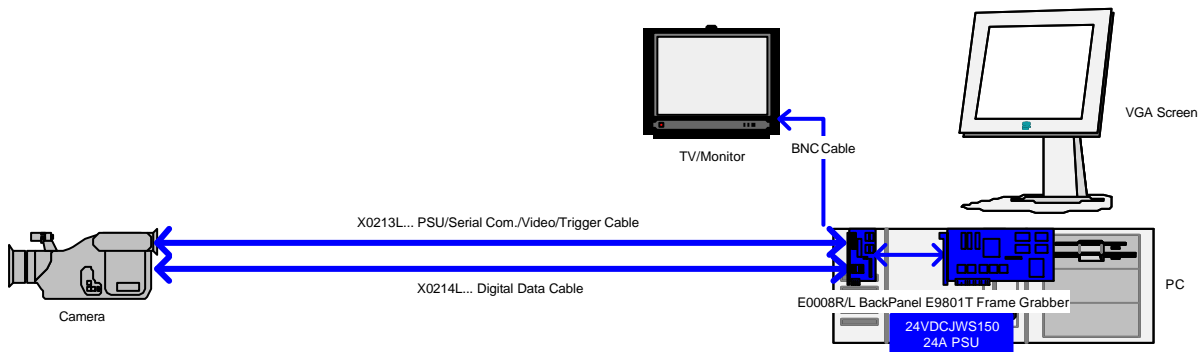 VGA Screen
TV/Monitor
BNC Cable
X0213L... PSU/Serial Com./Video/Trigger Cable
X0214L... Digital Data Cable
Camera
PC
E0008R/L BackPanel E9801T Frame Grabber
24VDCJWS150
24A PSU